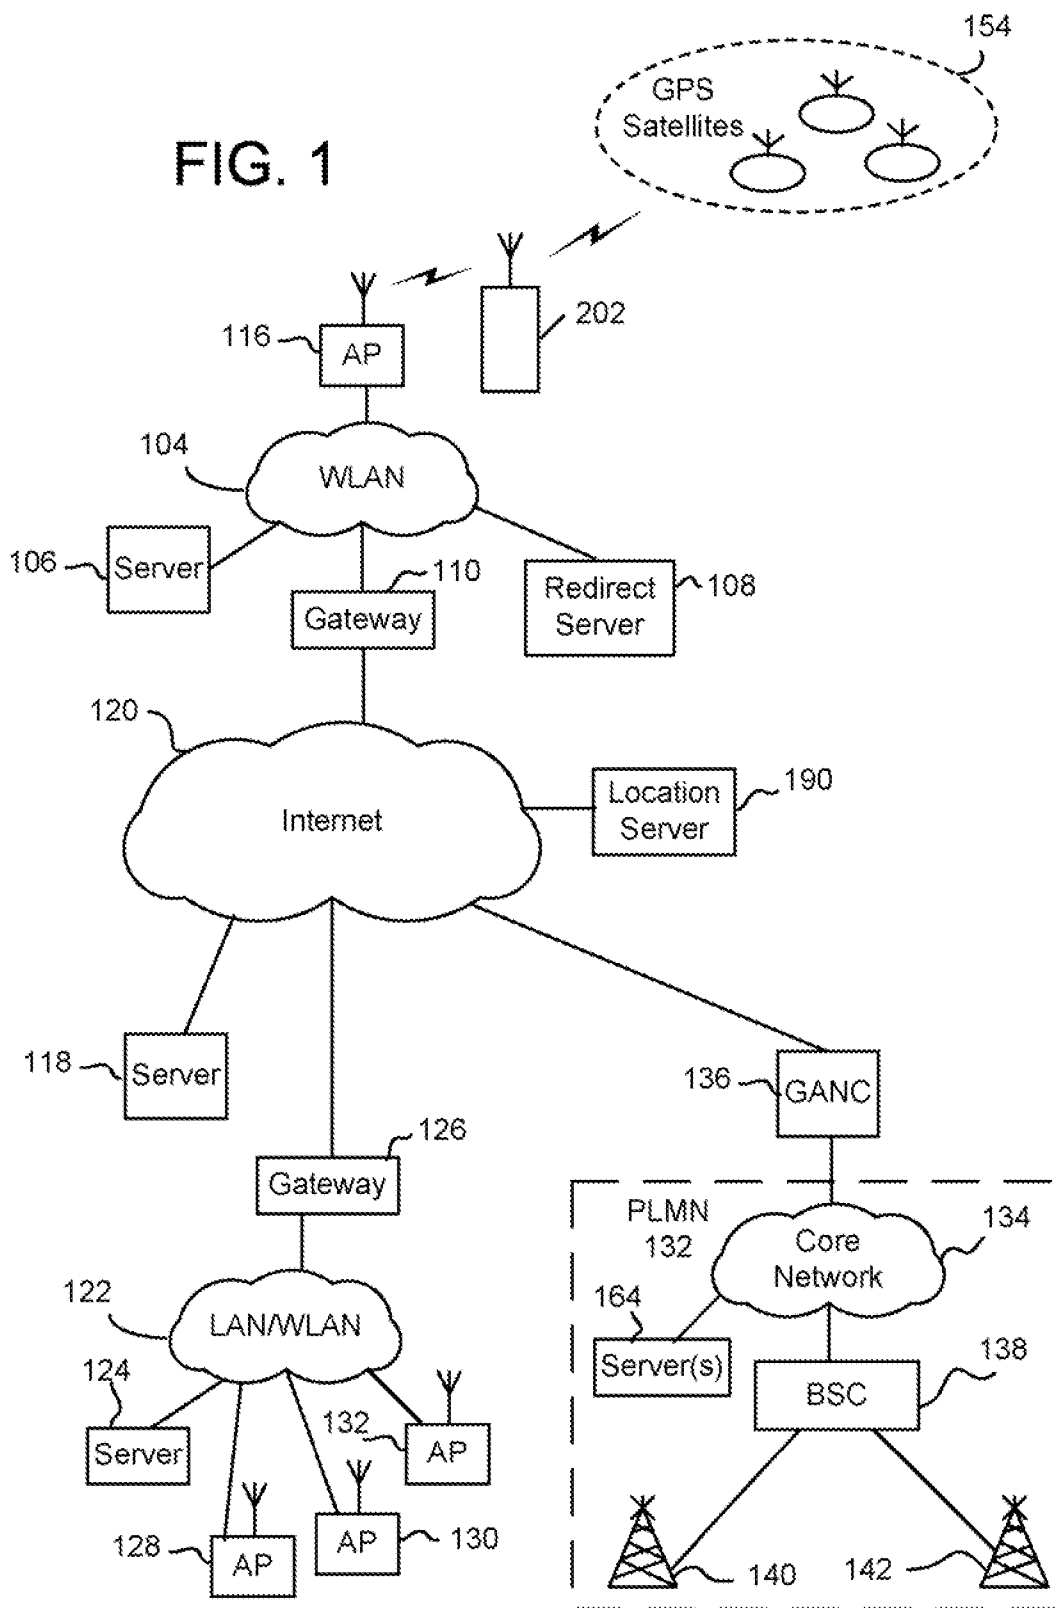 154
GPS
Satellites
FIG. 1
202
116
AP
104
WLAN
106
Server
110
Gateway
Redirect
Server
108
120
Internet
Location
Server
190
118
Server
136
GANC
126
Gateway
PLMN
132
Core
Network
134
122
LAN/WLAN
164
Server(s)
138
BSC
124
Server
132
AP
128
AP
AP
130
140
142